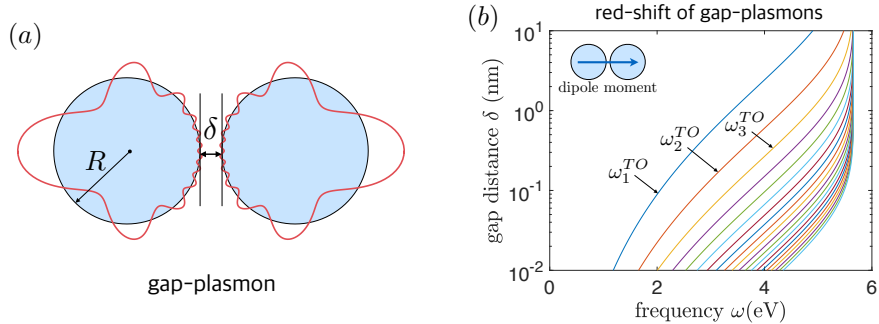 (a)
R
δ
gap-plasmon
(b)
red-shift of gap-plasmons
gap distance δ (nm)
10^1
10^0
10^{-1}
10^{-2}
dipole moment
ω_1^{TO}
ω_2^{TO}
ω_3^{TO}
0
2
4
6
frequency ω(eV)